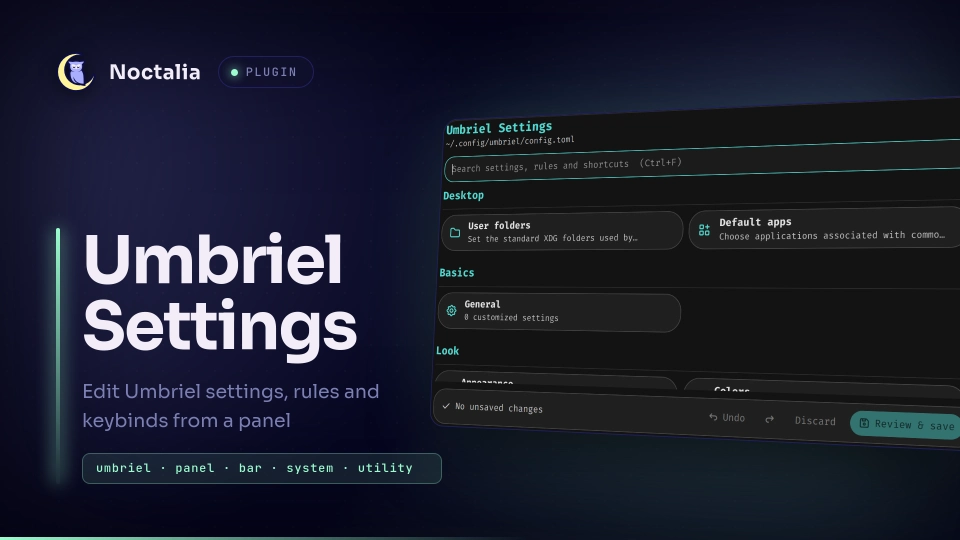 Noctalia
PLUGIN
Umbriel
Settings
Edit Umbriel settings, rules and
keybinds from a panel
umbriel · panel · bar · system · utility
Umbriel Settings
~/.config/umbriel/config.toml
Search settings, rules and shortcuts (Ctrl+F)
Desktop
User folders
Set the standard XDG folders used by…
Default apps
Choose applications associated with commo…
Basics
General
0 customized settings
Look
Appearance
Colors
No unsaved changes
Undo
Discard
Review & save